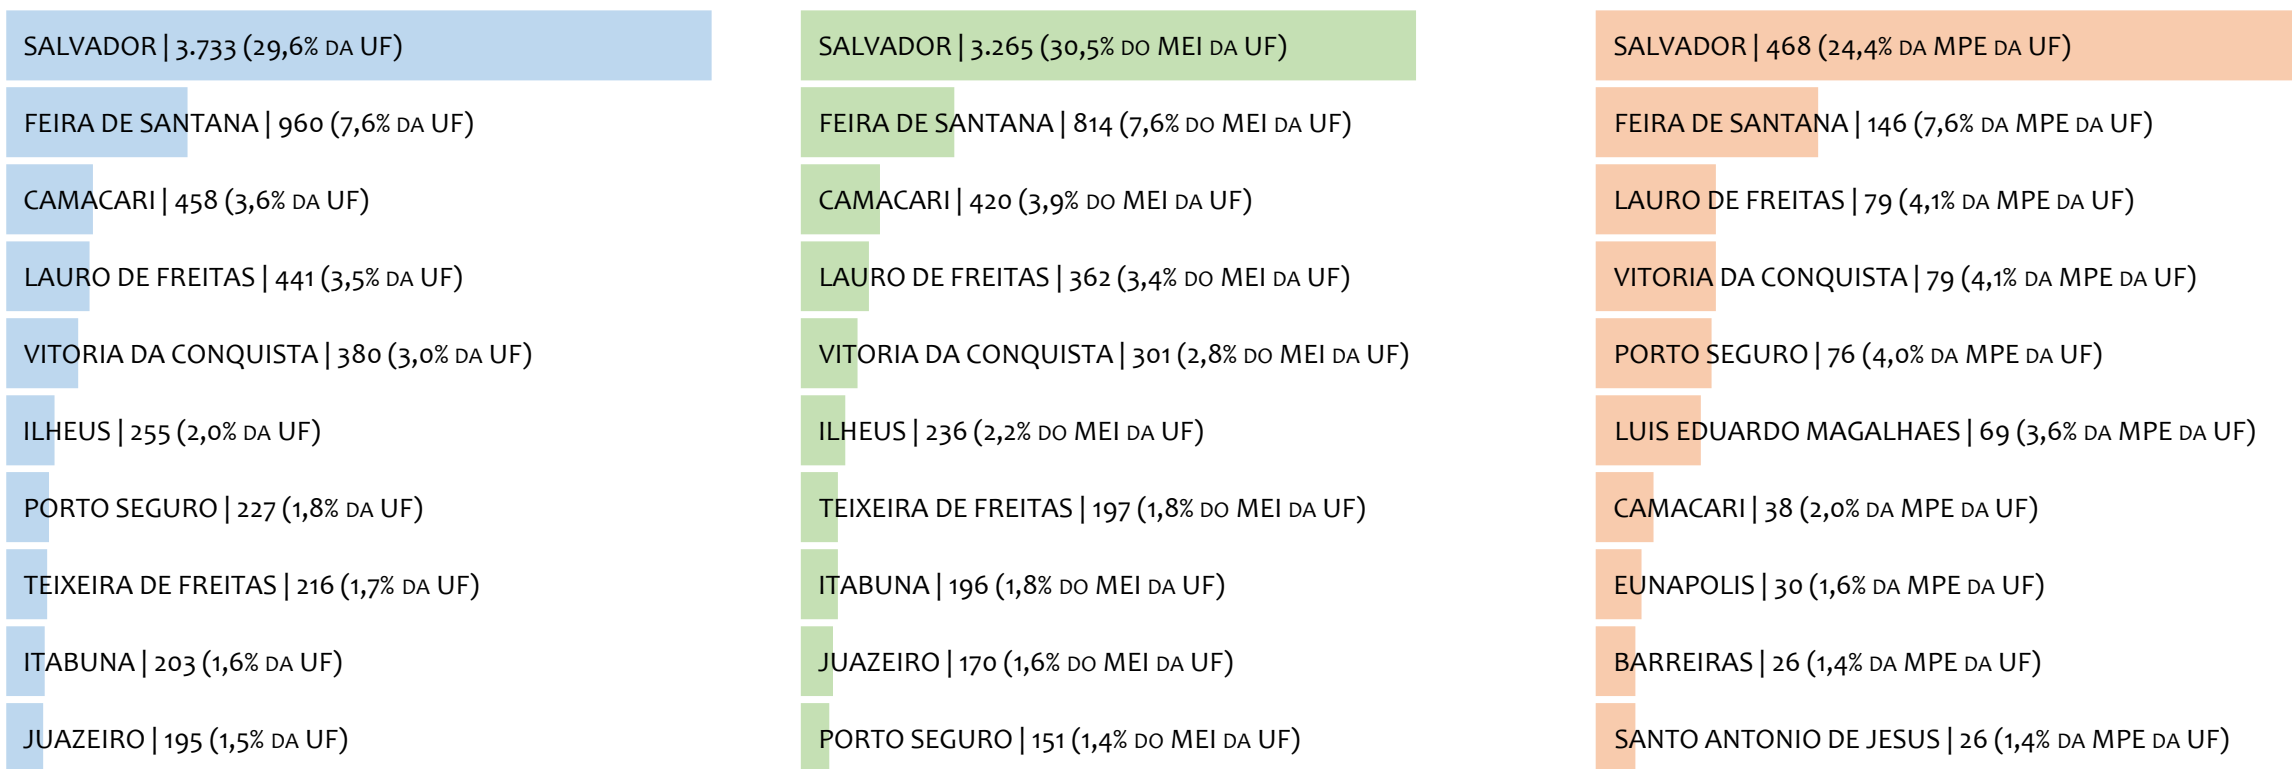 SALVADOR | 3.733 (29,6% DA UF)
FEIRA DE SANTANA | 960 (7,6% DA UF)
CAMACARI | 458 (3,6% DA UF)
LAURO DE FREITAS | 441 (3,5% DA UF)
VITORIA DA CONQUISTA | 380 (3,0% DA UF)
ILHEUS | 255 (2,0% DA UF)
PORTO SEGURO | 227 (1,8% DA UF)
TEIXEIRA DE FREITAS | 216 (1,7% DA UF)
ITABUNA | 203 (1,6% DA UF)
JUAZEIRO | 195 (1,5% DA UF)
SALVADOR | 3.265 (30,5% DO MEI DA UF)
FEIRA DE SANTANA | 814 (7,6% DO MEI DA UF)
CAMACARI | 420 (3,9% DO MEI DA UF)
LAURO DE FREITAS | 362 (3,4% DO MEI DA UF)
VITORIA DA CONQUISTA | 301 (2,8% DO MEI DA UF)
ILHEUS | 236 (2,2% DO MEI DA UF)
TEIXEIRA DE FREITAS | 197 (1,8% DO MEI DA UF)
ITABUNA | 196 (1,8% DO MEI DA UF)
JUAZEIRO | 170 (1,6% DO MEI DA UF)
PORTO SEGURO | 151 (1,4% DO MEI DA UF)
SALVADOR | 468 (24,4% DA MPE DA UF)
FEIRA DE SANTANA | 146 (7,6% DA MPE DA UF)
LAURO DE FREITAS | 79 (4,1% DA MPE DA UF)
VITORIA DA CONQUISTA | 79 (4,1% DA MPE DA UF)
PORTO SEGURO | 76 (4,0% DA MPE DA UF)
LUIS EDUARDO MAGALHAES | 69 (3,6% DA MPE DA UF)
CAMACARI | 38 (2,0% DA MPE DA UF)
EUNAPOLIS | 30 (1,6% DA MPE DA UF)
BARREIRAS | 26 (1,4% DA MPE DA UF)
SANTO ANTONIO DE JESUS | 26 (1,4% DA MPE DA UF)